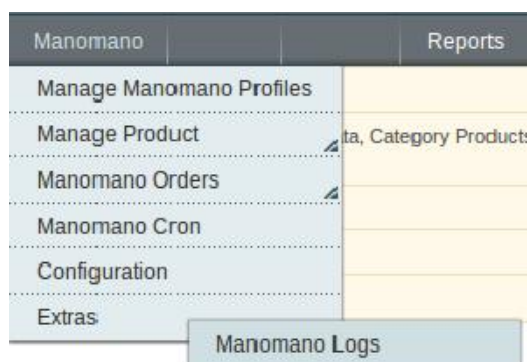 Manomano Reports
Manage Manomano Profiles
Manage Product
ta, Category Products
Manomano Orders
Manomano Cron
Configuration
Extras
Manomano Logs